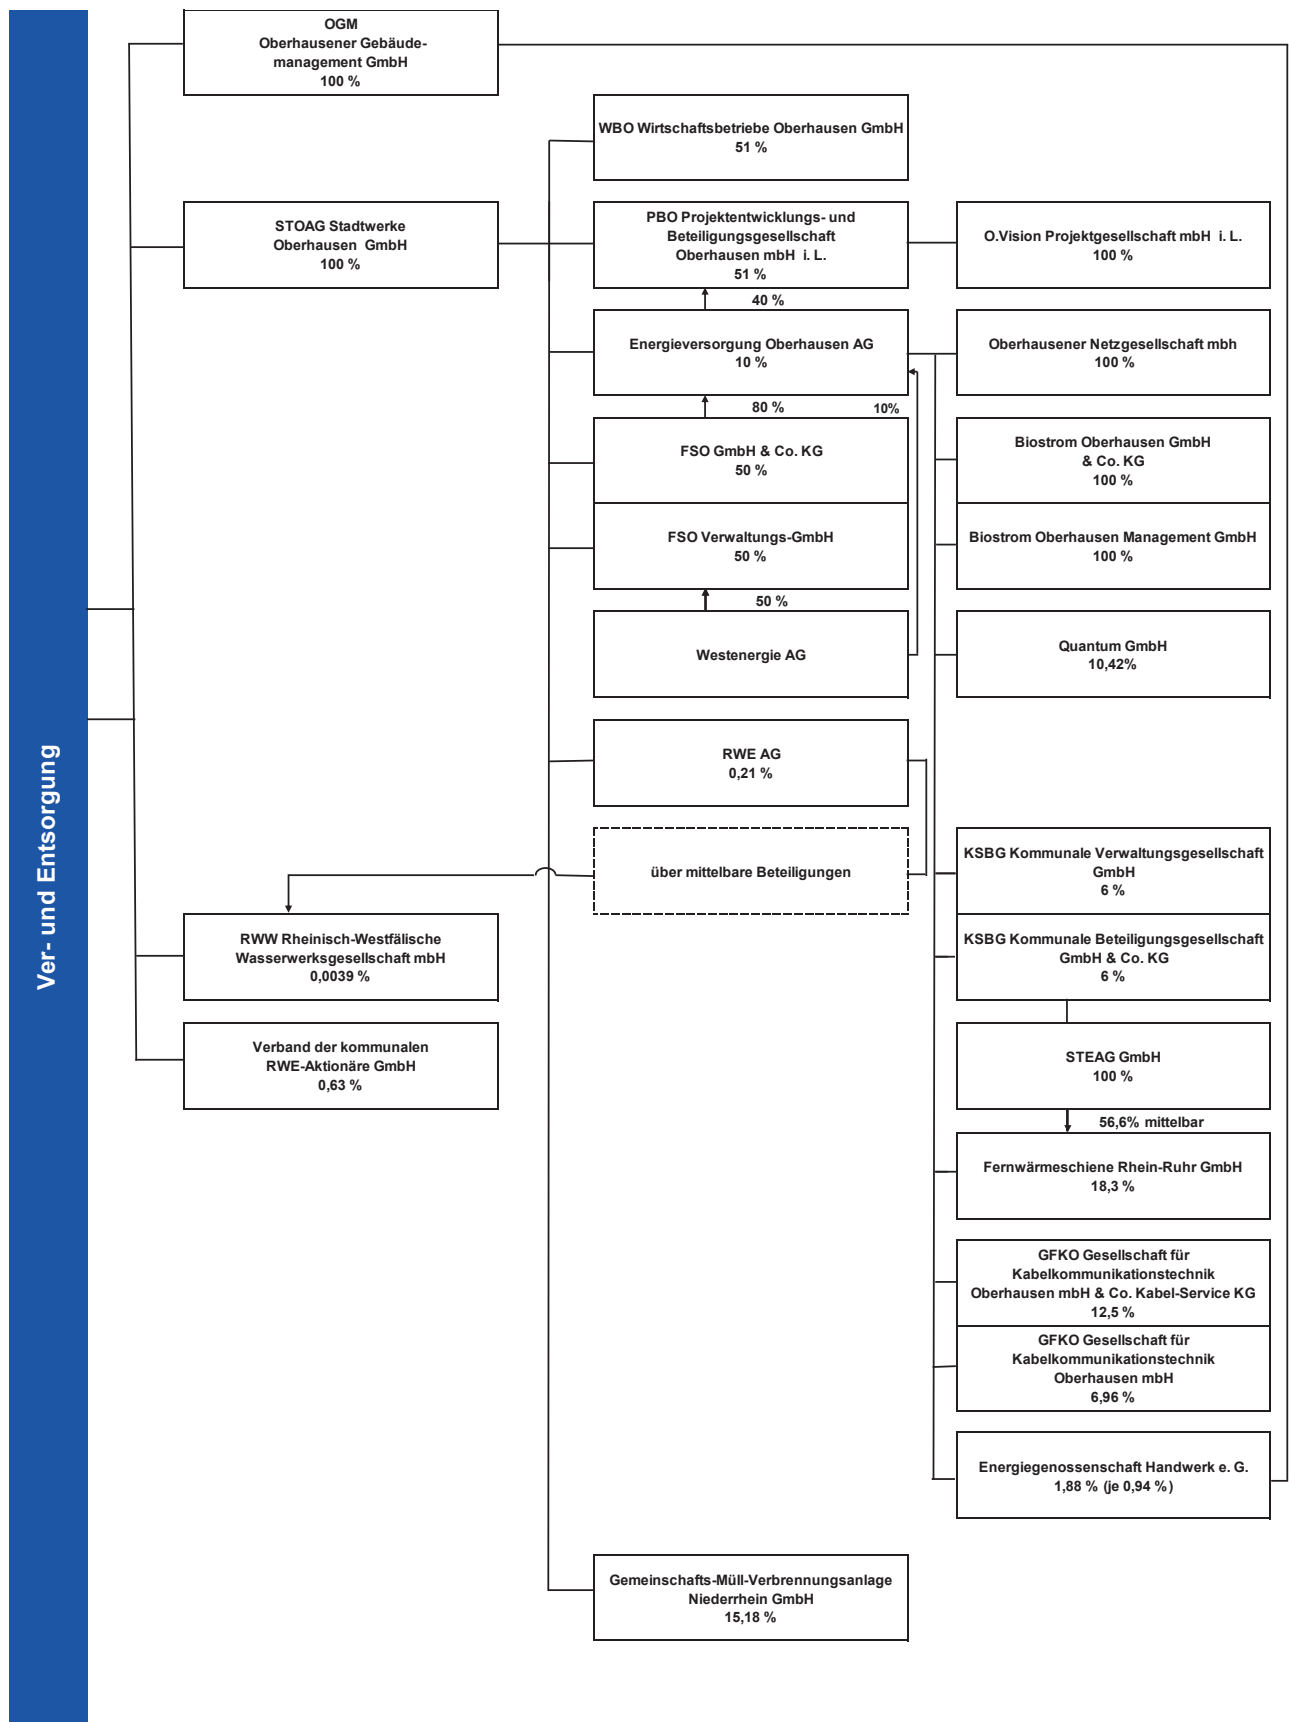 Ver- und Entsorgung
OGM
Oberhausener Gebäude-
management GmbH
100 %
STOAG Stadtwerke
Oberhausen GmbH
100 %
RWW Rheinisch-Westfälische
Wasserwerksgesellschaft mbH
0,0039 %
Verband der kommunalen
RWE-Aktionäre GmbH
0,63 %
WBO Wirtschaftsbetriebe Oberhausen GmbH
51 %
PBO Projektentwicklungs- und
Beteiligungsgesellschaft
Oberhausen mbH i. L.
51 %
40 %
Energieversorgung Oberhausen AG
10 %
80 %
10%
FSO GmbH & Co. KG
50 %
FSO Verwaltungs-GmbH
50 %
50 %
Westenergie AG
RWE AG
0,21 %
über mittelbare Beteiligungen
Gemeinschafts-Müll-Verbrennungsanlage
Niederrhein GmbH
15,18 %
O.Vision Projektgesellschaft mbH i. L.
100 %
Oberhausener Netzgesellschaft mbh
100 %
Biostrom Oberhausen GmbH
& Co. KG
100 %
Biostrom Oberhausen Management GmbH
100 %
Quantum GmbH
10,42%
KSBG Kommunale Verwaltungsgesellschaft
GmbH
6 %
KSBG Kommunale Beteiligungsgesellschaft
GmbH & Co. KG
6 %
STEAG GmbH
100 %
56,6% mittelbar
Fernwärmeschiene Rhein-Ruhr GmbH
18,3 %
GFKO Gesellschaft für
Kabelkommunikationstechnik
Oberhausen mbH & Co. Kabel-Service KG
12,5 %
GFKO Gesellschaft für
Kabelkommunikationstechnik
Oberhausen mbH
6,96 %
Energiegenossenschaft Handwerk e. G.
1,88 % (je 0,94 %)